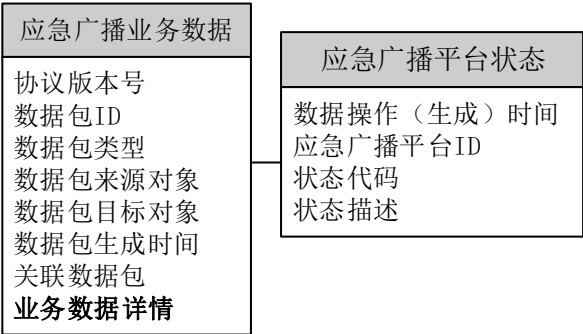 应急广播业务数据
协议版本号
数据包ID
数据包类型
数据包来源对象
数据包目标对象
数据包生成时间
关联数据包
业务数据详情
应急广播平台状态
数据操作（生成）时间
应急广播平台ID
状态代码
状态描述